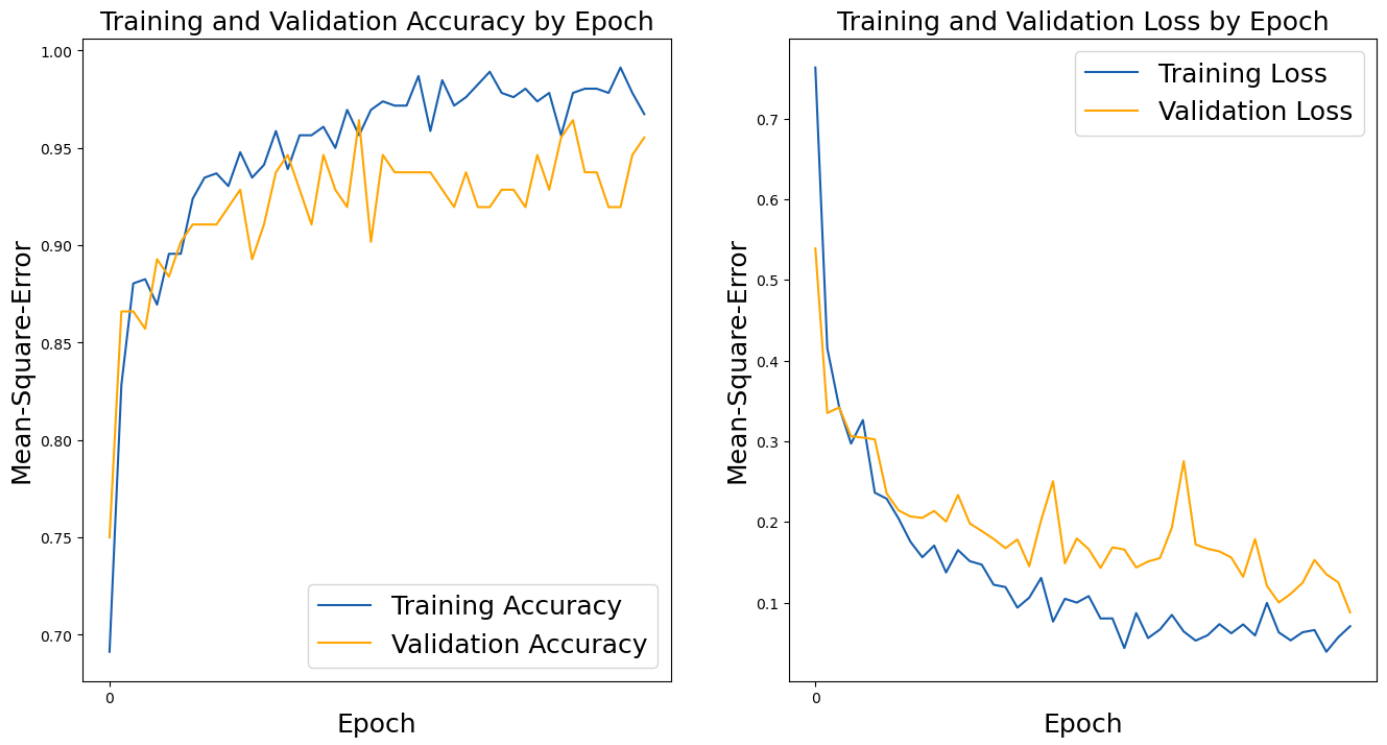 Training and Validation Accuracy by Epoch
Mean-Square-Error
1.00
0.95
0.90
0.85
0.80
0.75
0.70
Training Accuracy
Validation Accuracy
0
Epoch
Training and Validation Loss by Epoch
Mean-Square-Error
Training Loss
Validation Loss
0.7
0.6
0.5
0.4
0.3
0.2
0.1
0
Epoch